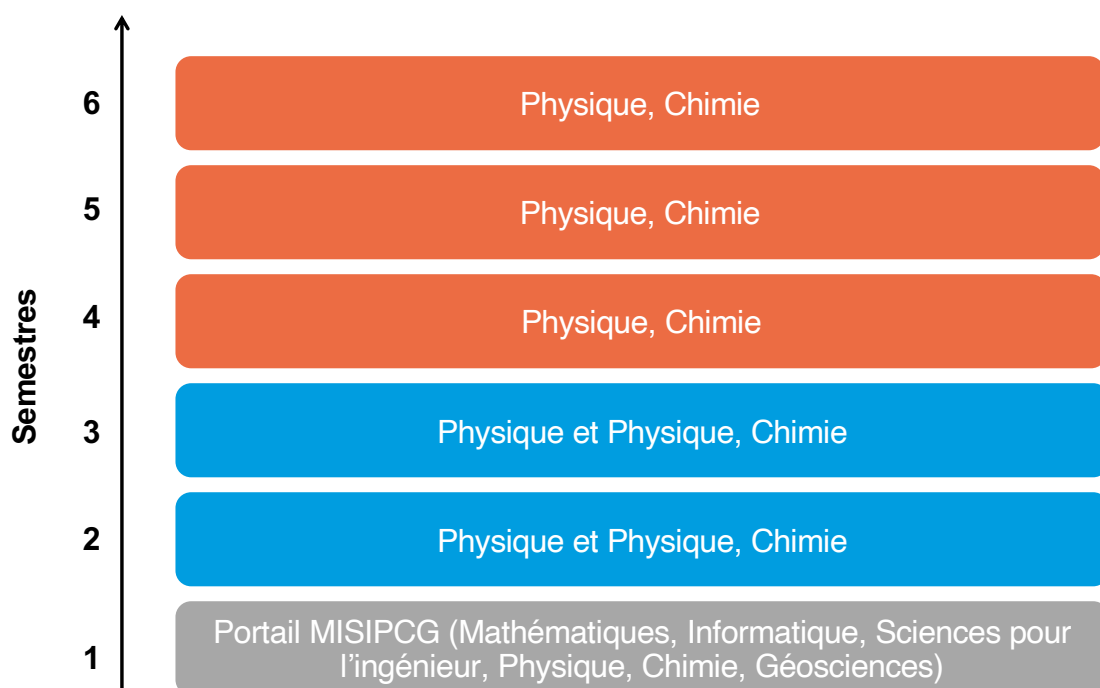 6
Physique, Chimie
5
Physique, Chimie
4
Physique, Chimie
Semestres
3
Physique et Physique, Chimie
2
Physique et Physique, Chimie
1
Portail MISIPCG (Mathématiques, Informatique, Sciences pour
l’ingénieur, Physique, Chimie, Géosciences)